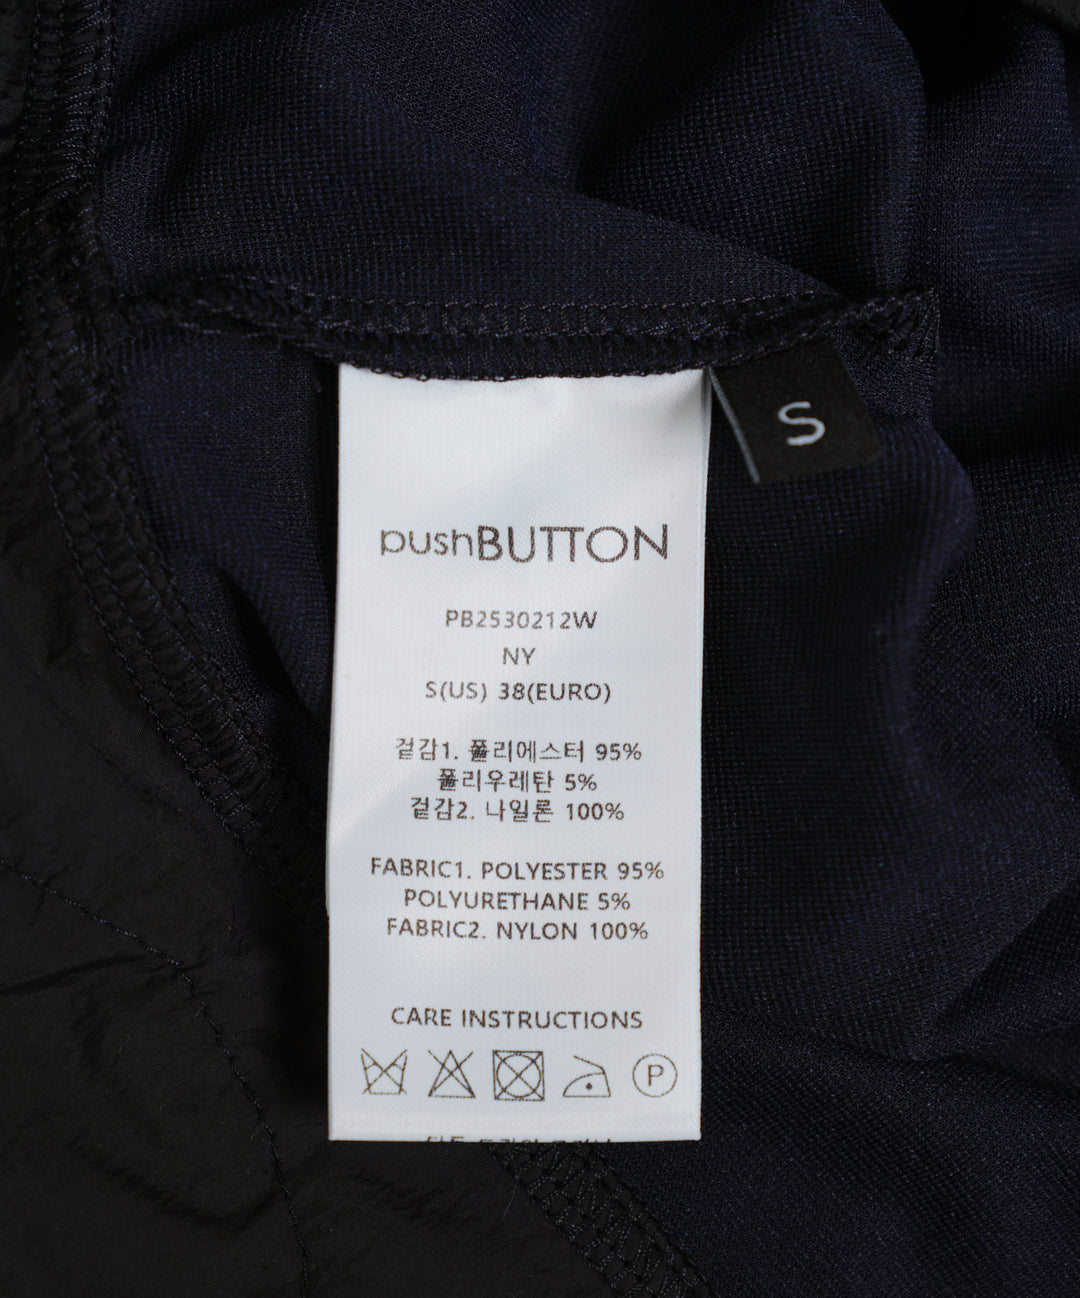 S
pushBUTTON
PB2530212W
NY
S(US) 38(EURO)
겉감1. 폴리에스터 95%
폴리우레탄 5%
겉감2. 나일론 100%
FABRIC1. POLYESTER 95%
POLYURETHANE 5%
FABRIC2. NYLON 100%
CARE INSTRUCTIONS
P